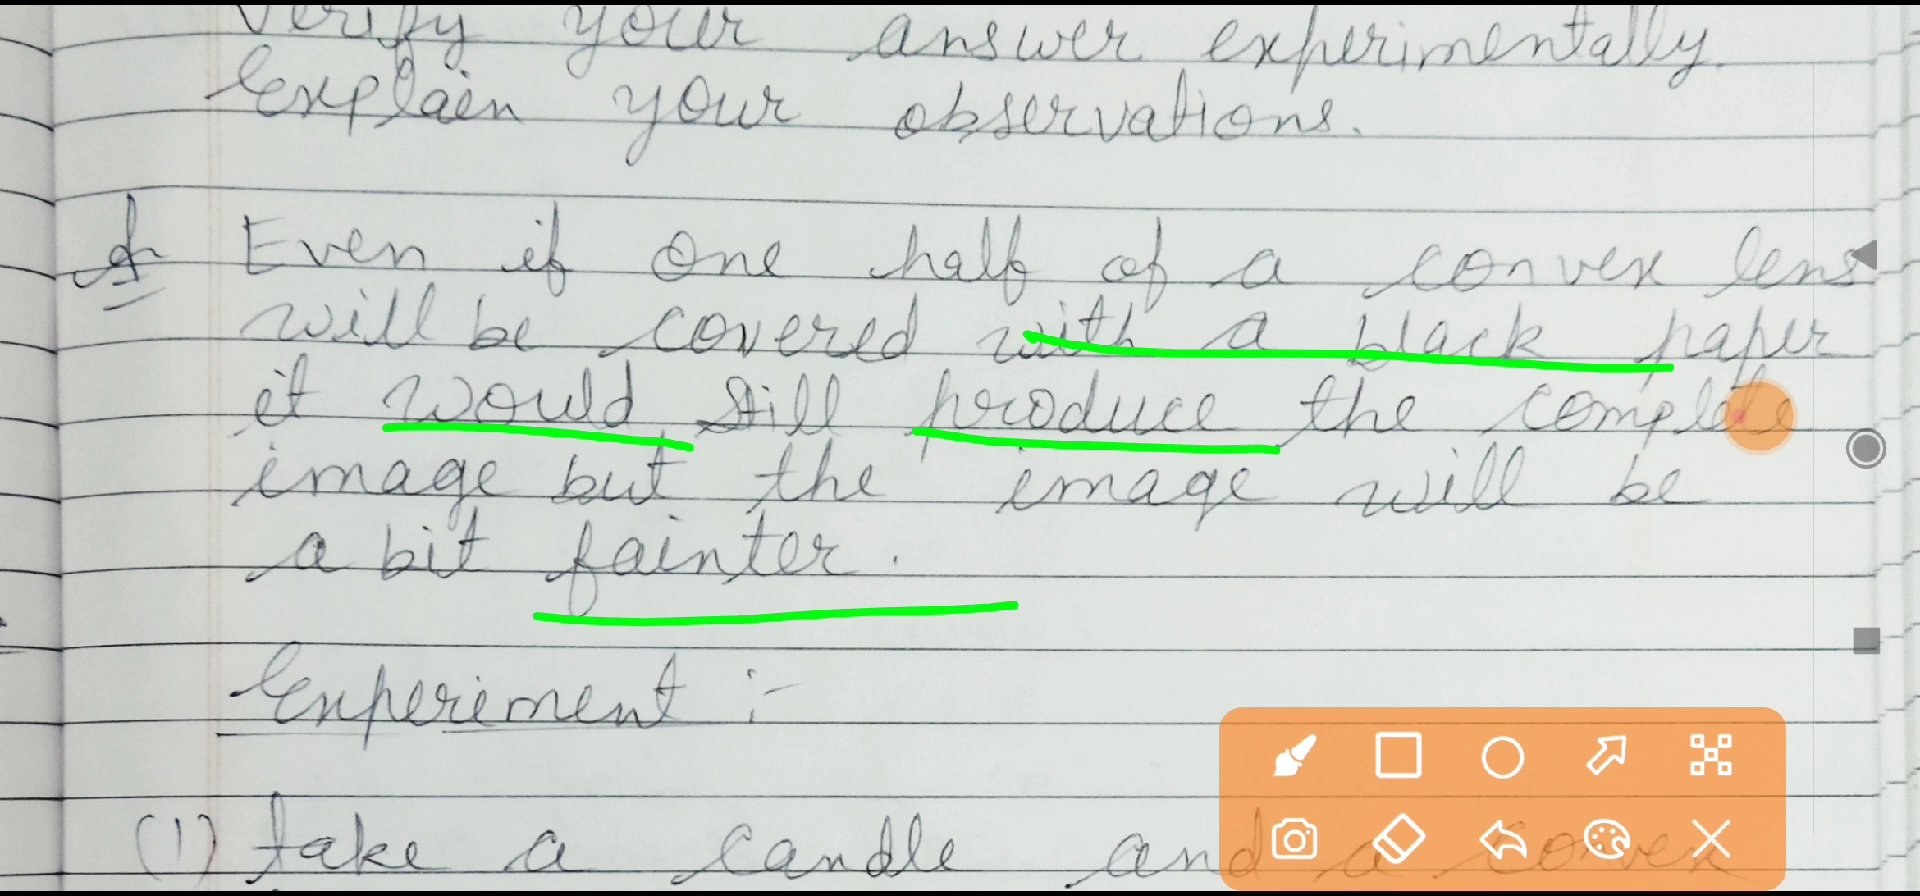 verify your answer experimentally.
Explain your observations.
A Even if one half of a convex lens
will be covered with a black paper
it would still produce the complete
image but the image will be
a bit fainter.
Experiment :-
(1) take a candle and a convex